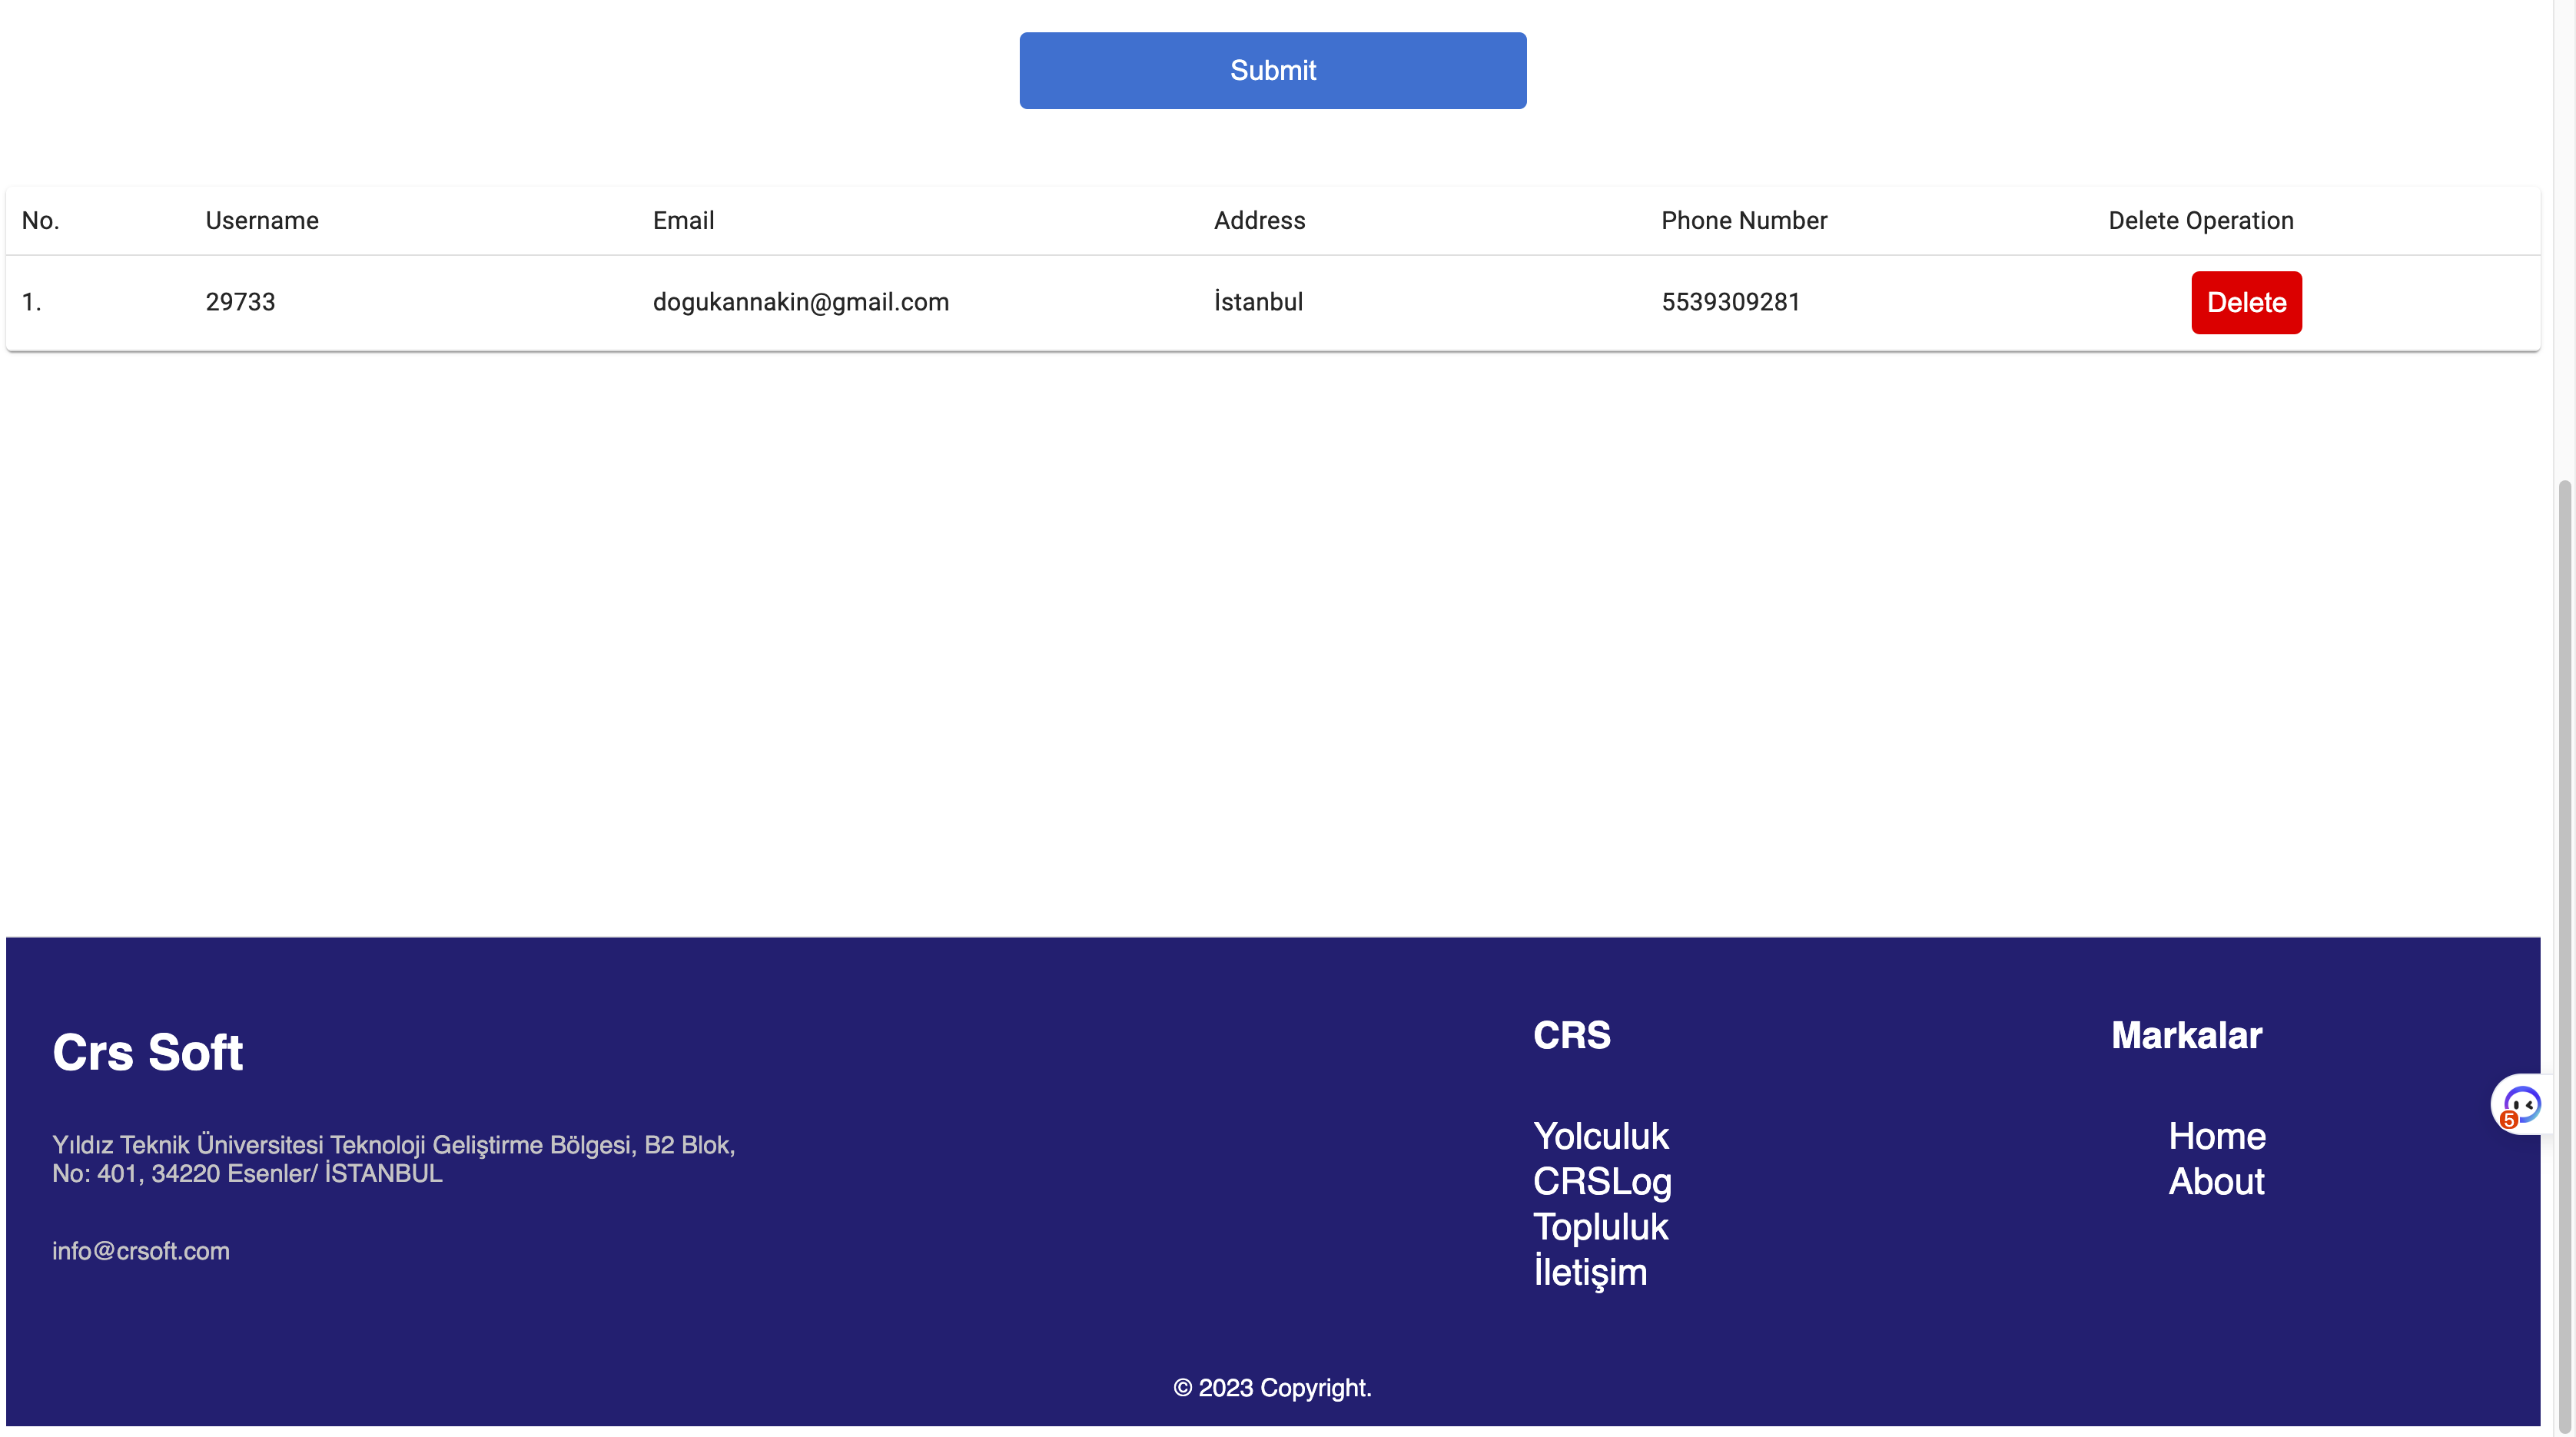 Submit
No. Username Email Address Phone Number Delete Operation
1. 29733 dogukannakin@gmail.com İstanbul 5539309281 Delete
Crs Soft
Yıldız Teknik Üniversitesi Teknoloji Geliştirme Bölgesi, B2 Blok,
No: 401, 34220 Esenler/ İSTANBUL
info@crsoft.com
CRS
Yolculuk
CRSLog
Topluluk
İletişim
Markalar
Home
About
5
© 2023 Copyright.